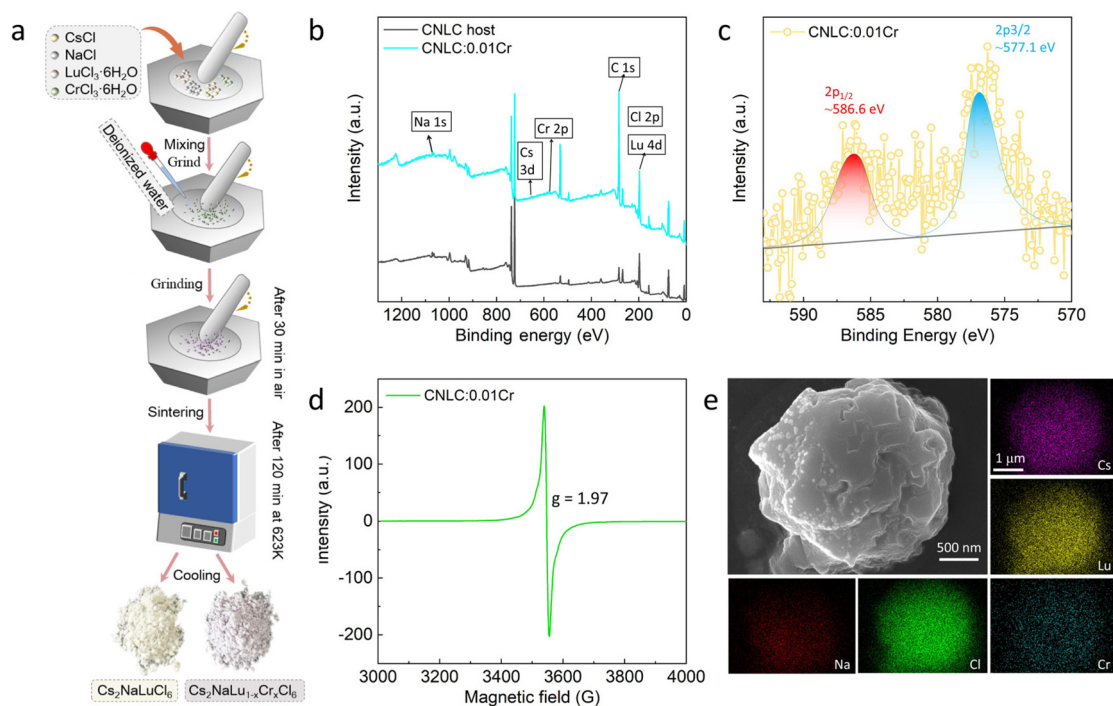 a
CsCl
NaCl
LuCl₃·6H₂O
CrCl₃·6H₂O
Mixing
Grind
Deionized water
Grinding
After 30 min in air
Sintering
After 120 min at 623K
Cooling
Cs₂NaLuCl₆
Cs₂NaLu₁₋ₓCrₓCl₆
b
CNLC host
CNLC:0.01Cr
Na 1s
Cs
3d
Cr 2p
C 1s
Cl 2p
Lu 4d
Intensity (a.u.)
1200 1000 800 600 400 200 0
Binding energy (eV)
c
CNLC:0.01Cr
2p3/2
~577.1 eV
2p₁/₂
~586.6 eV
Intensity (a.u.)
590 585 580 575 570
Binding Energy (eV)
d
CNLC:0.01Cr
200
100
0
-100
-200
g = 1.97
Intensity (a.u.)
3000 3200 3400 3600 3800 4000
Magnetic field (G)
e
500 nm
1 μm
Cs
Lu
Na
Cl
Cr